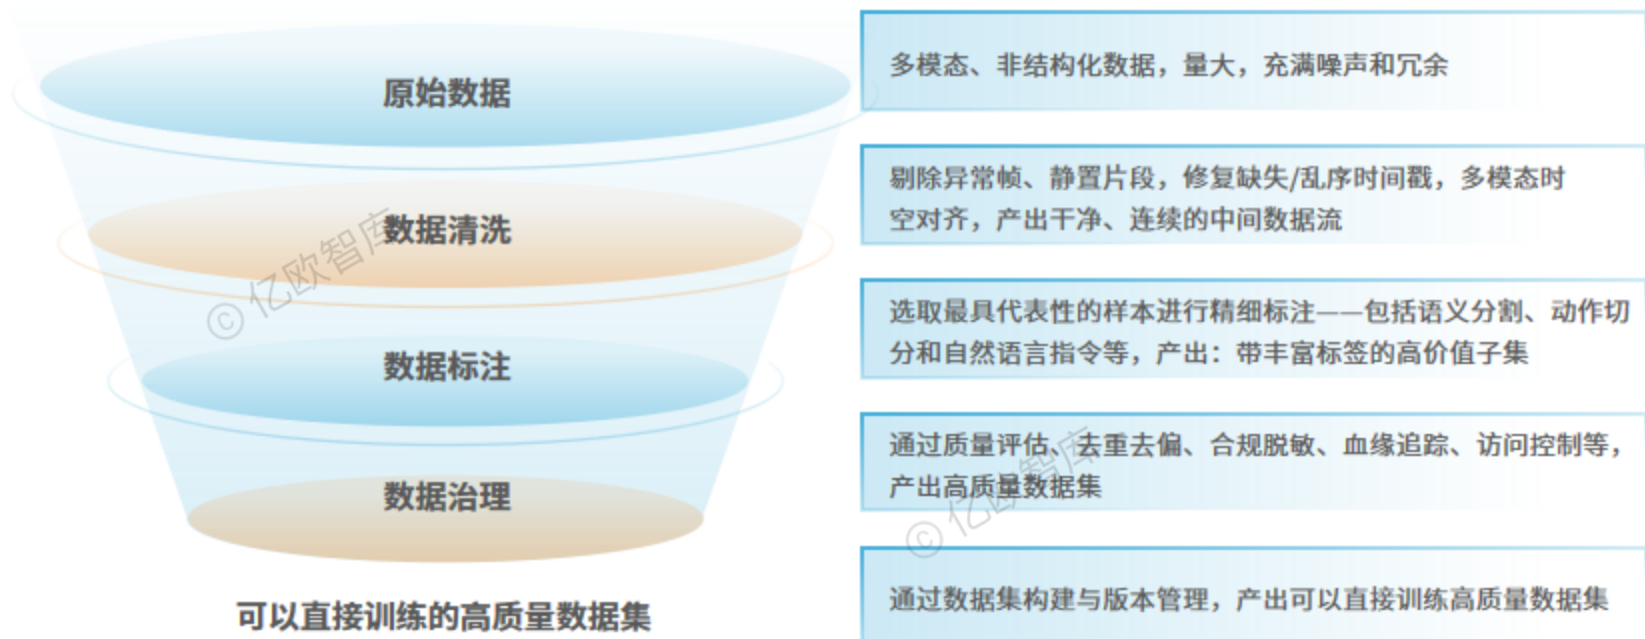 原始数据
多模态、非结构化数据，量大，充满噪声和冗余
数据清洗
剔除异常帧、静置片段，修复缺失/乱序时间戳，多模态时
空对齐，产出干净、连续的中间数据流
数据标注
选取最具代表性的样本进行精细标注——包括语义分割、动作切
分和自然语言指令等，产出：带丰富标签的高价值子集
数据治理
通过质量评估、去重去偏、合规脱敏、血缘追踪、访问控制等，
产出高质量数据集
可以直接训练的高质量数据集
通过数据集构建与版本管理，产出可以直接训练高质量数据集
© 亿欧智库
© 亿欧智库